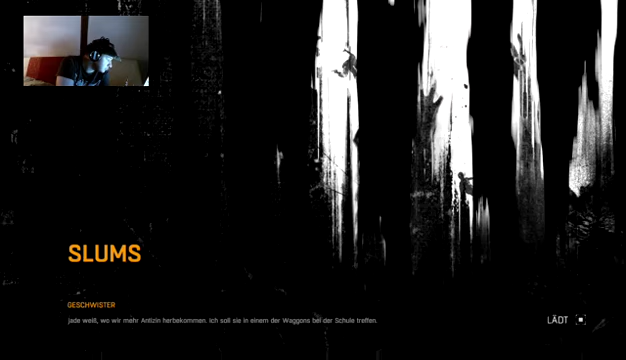 SLUMS
GESCHWISTER
Jade weiß, wo wir mehr Antizin herbekommen. Ich soll sie in einem der Waggons bei der Schule treffen.
LÄDT